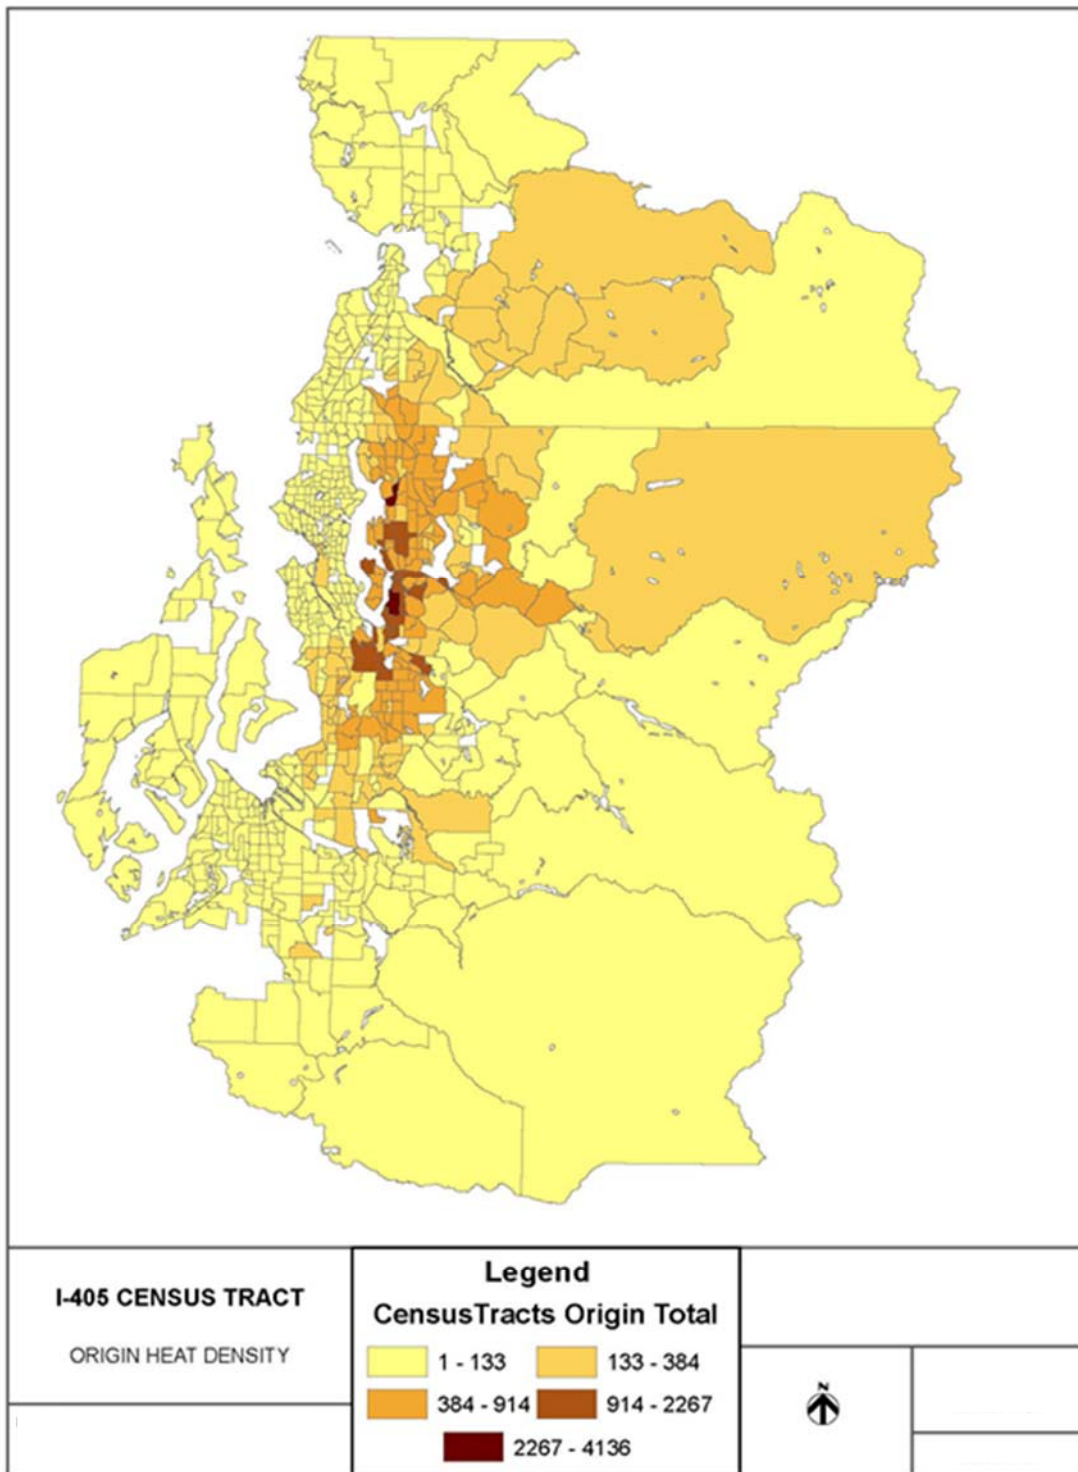 I-405 CENSUS TRACT
ORIGIN HEAT DENSITY
Legend
CensusTracts Origin Total
1 - 133
133 - 384
384 - 914
914 - 2267
2267 - 4136
N